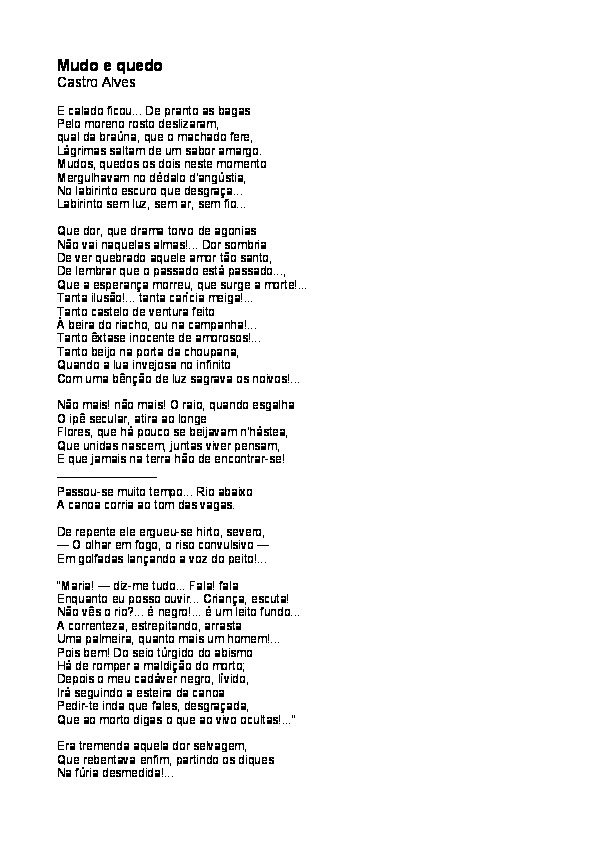 Mudo e quedo
Castro Alves
E calado ficou... De pranto as bagas
Pelo moreno rosto deslizaram,
qual da braúna, que o machado fere,
Lágrimas saltam de um sabor amargo.
Mudos, quedos os dois neste momento
Mergulhavam no dédalo d'angústia,
No labirinto escuro que desgraça...
Labirinto sem luz, sem ar, sem fio...
Que dor, que drama torvo de agonias
Não vai naquelas almas!... Dor sombria
De ver quebrado aquele amor tão santo,
De lembrar que o passado está passado...,
Que a esperança morreu, que surge a morte!...
Tanta ilusão!... tanta carícia meiga!...
Tanto castelo de ventura feito
À beira do riacho, ou na campanha!...
Tanto êxtase inocente de amorosos!...
Tanto beijo na porta da choupana,
Quando a lua invejosa no infinito
Com uma bênção de luz sagrava os noivos!...
Não mais! não mais! O raio, quando esgalha
O ipê secular, atira ao longe
Flores, que há pouco se beijavam n'hástea,
Que unidas nascem, juntas viver pensam,
E que jamais na terra hão de encontrar-se!
_______________
Passou-se muito tempo... Rio abaixo
A canoa corria ao tom das vagas.
De repente ele ergueu-se hirto, severo,
— O olhar em fogo, o riso convulsivo —
Em golfadas lançando a voz do peito!...
"Maria! — diz-me tudo... Fala! fala
Enquanto eu posso ouvir... Criança, escuta!
Não vês o rio?... é negro!... é um leito fundo...
A correnteza, estrepitando, arrasta
Uma palmeira, quanto mais um homem!...
Pois bem! Do seio túrgido do abismo
Há de romper a maldição do morto;
Depois o meu cadáver negro, lívido,
Irá seguindo a esteira da canoa
Pedir-te inda que fales, desgraçada,
Que ao morto digas o que ao vivo ocultas!..."
Era tremenda aquela dor selvagem,
Que rebentava enfim, partindo os diques
Na fúria desmedida!...